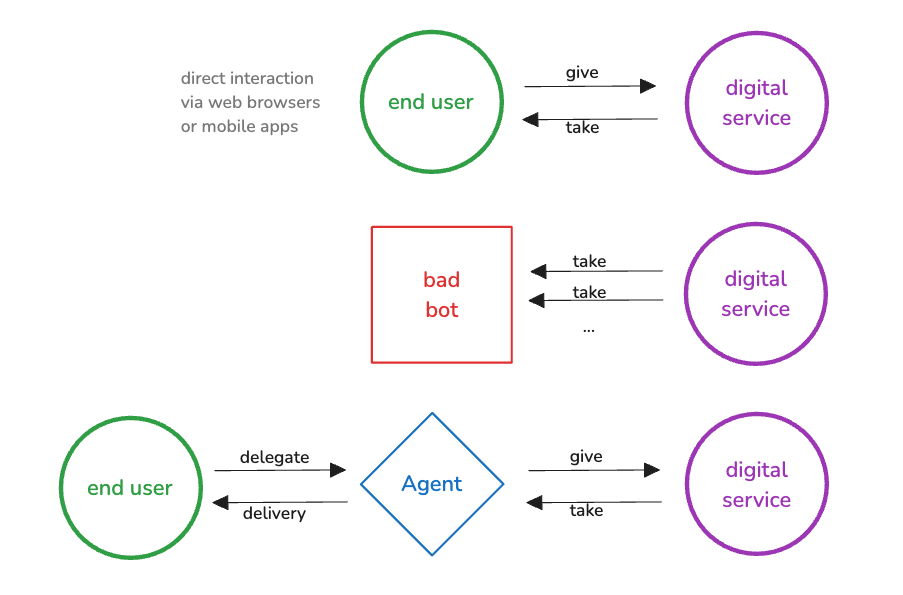 direct interaction
via web browsers
or mobile apps
end user
give
take
digital
service
bad
bot
take
take
...
digital
service
end user
delegate
delivery
Agent
give
take
digital
service